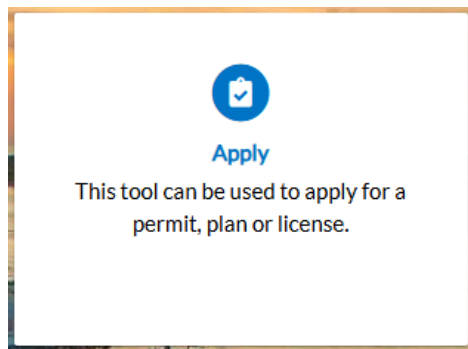 Apply
This tool can be used to apply for a
permit, plan or license.